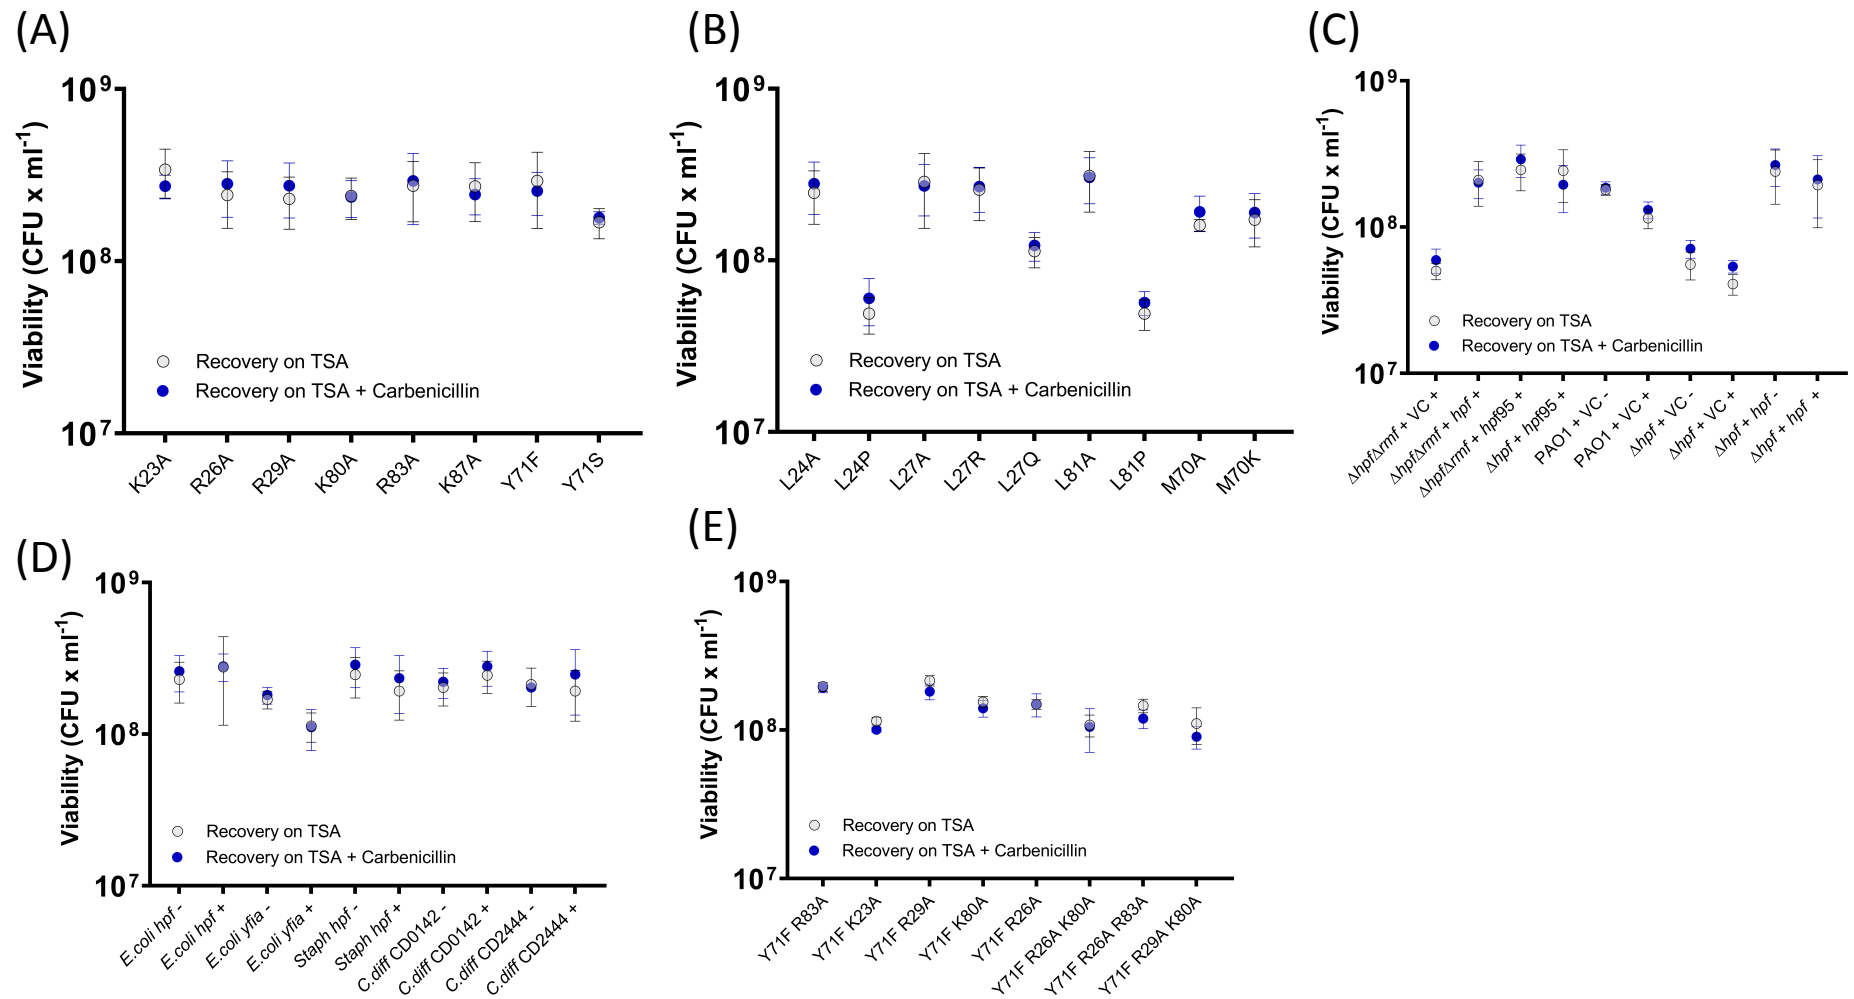 (A)
10⁹
10⁸
10⁷
Viability (CFU x ml⁻¹)
Recovery on TSA
Recovery on TSA + Carbenicillin
K23A
R26A
R29A
K80A
R83A
K87A
Y71F
Y71S
(B)
10⁹
10⁸
10⁷
Viability (CFU x ml⁻¹)
Recovery on TSA
Recovery on TSA + Carbenicillin
L24A
L24P
L27A
L27R
L27Q
L81A
L81P
M70A
M70K
(C)
10⁹
10⁸
10⁷
Viability (CFU x ml⁻¹)
Recovery on TSA
Recovery on TSA + Carbenicillin
ΔhpfΔrmf + VC +
ΔhpfΔrmf + hpf +
ΔhpfΔrmf + hpf95 +
Δhpf + hpf95 +
PAO1 + VC -
PAO1 + VC +
Δhpf + VC -
Δhpf + VC +
Δhpf + hpf -
Δhpf + hpf +
(D)
10⁹
10⁸
10⁷
Viability (CFU x ml⁻¹)
Recovery on TSA
Recovery on TSA + Carbenicillin
E.coli hpf -
E.coli hpf +
E.coli yfia -
E.coli yfia +
Staph hpf -
Staph hpf +
C.diff CD0142 -
C.diff CD0142 +
C.diff CD2444 -
C.diff CD2444 +
(E)
10⁹
10⁸
10⁷
Viability (CFU x ml⁻¹)
Recovery on TSA
Recovery on TSA + Carbenicillin
Y71F R83A
Y71F K23A
Y71F R29A
Y71F K80A
Y71F R26A
Y71F R26A K80A
Y71F R26A R83A
Y71F R29A K80A